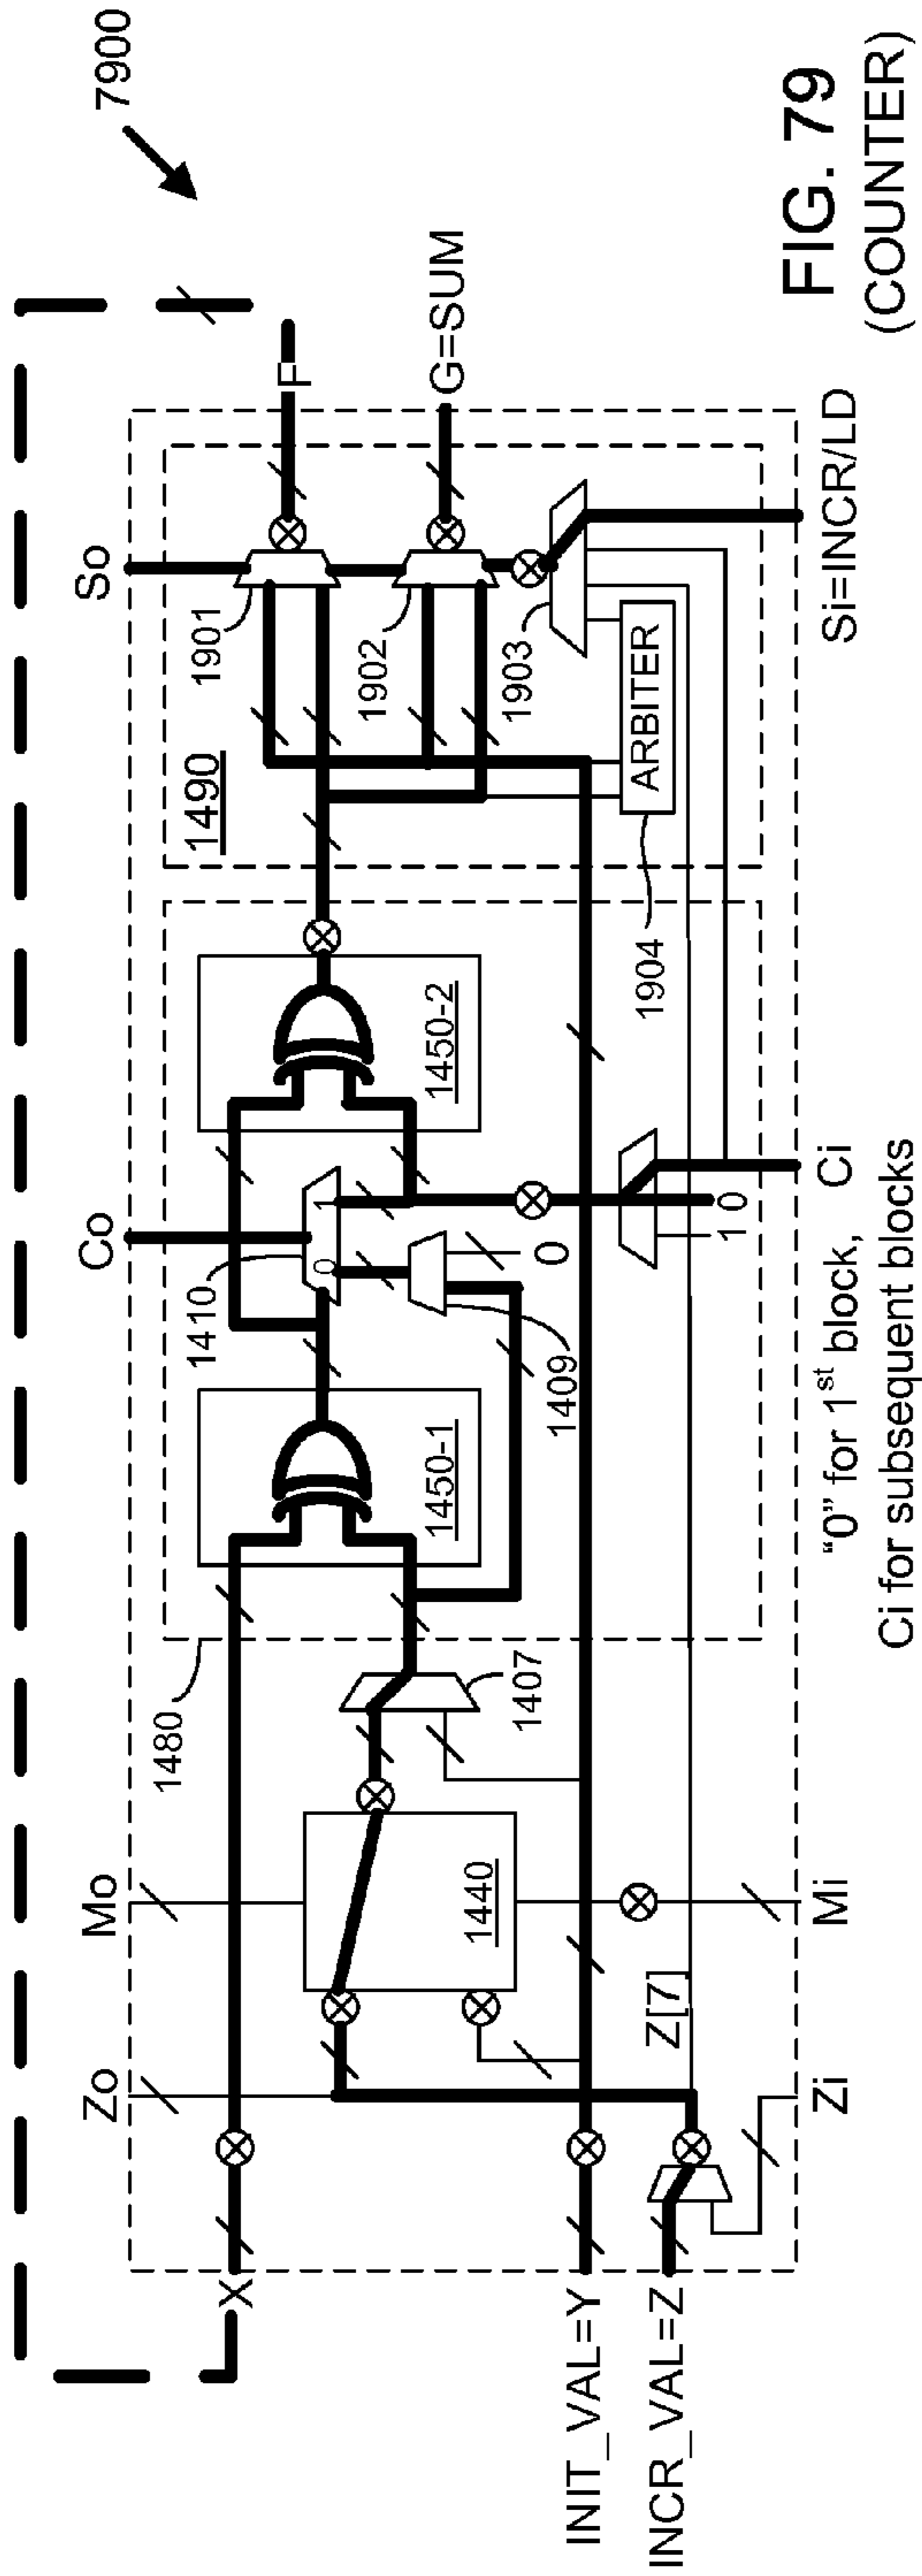 7900
So
F
G=SUM
1901
1902
1903
1490
ARBITER
1904
Si=INCR/LD
Co
1450-2
1410
0
1
1409
0
1
0
Ci
"0" for 1st block,
Ci for subsequent blocks
1450-1
1480
1407
Mo
1440
Mi
Zo
Z[7]
Zi
X
INIT_VAL=Y
INCR_VAL=Z
FIG. 79
(COUNTER)